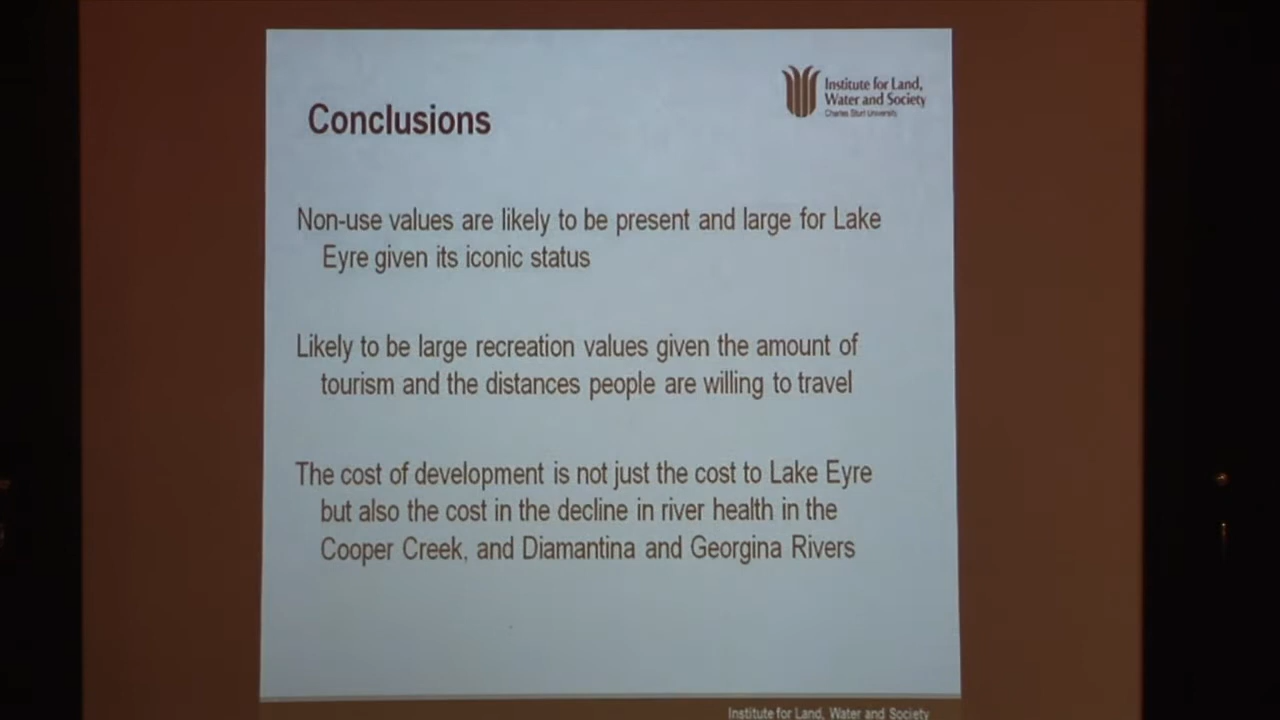 Institute for Land,
Water and Society
Charles Sturt University
Conclusions
Non-use values are likely to be present and large for Lake
Eyre given its iconic status
Likely to be large recreation values given the amount of
tourism and the distances people are willing to travel
The cost of development is not just the cost to Lake Eyre
but also the cost in the decline in river health in the
Cooper Creek, and Diamantina and Georgina Rivers
Institute for Land, Water and Society